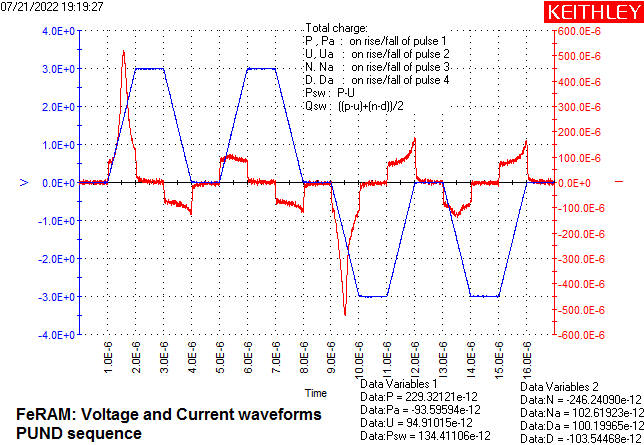 07/21/2022 19:19:27
KEITHLEY
Total charge:
P , Pa : on rise/fall of pulse 1
U, Ua : on rise/fall of pulse 2
N. Na : on rise/fall of pulse 3
D. Da : on rise/fall of pulse 4
Psw : P-U
Qsw : ((p-u)+(n-d))/2
4.0E+0
3.0E+0
2.0E+0
1.0E+0
0.0E+0
-1.0E+0
-2.0E+0
-3.0E+0
-4.0E+0
V
600.0E-6
500.0E-6
400.0E-6
300.0E-6
200.0E-6
100.0E-6
0.0E+0
-100.0E-6
-200.0E-6
-300.0E-6
-400.0E-6
-500.0E-6
-600.0E-6
I
1.0E-6
2.0E-6
3.0E-6
4.0E-6
5.0E-6
6.0E-6
7.0E-6
8.0E-6
9.0E-6
10.0E-6
11.0E-6
12.0E-6
13.0E-6
14.0E-6
15.0E-6
16.0E-6
Time
FeRAM: Voltage and Current waveforms
PUND sequence
Data Variables 1
Data:P = 229.32121e-12
Data:Pa = -93.59594e-12
Data:U = 94.91015e-12
Data:Psw = 134.41106e-12
Data Variables 2
Data:N = -246.24090e-12
Data:Na = 102.61923e-12
Data:D = 100.19965e-12
Data:D = -103.54468e-12